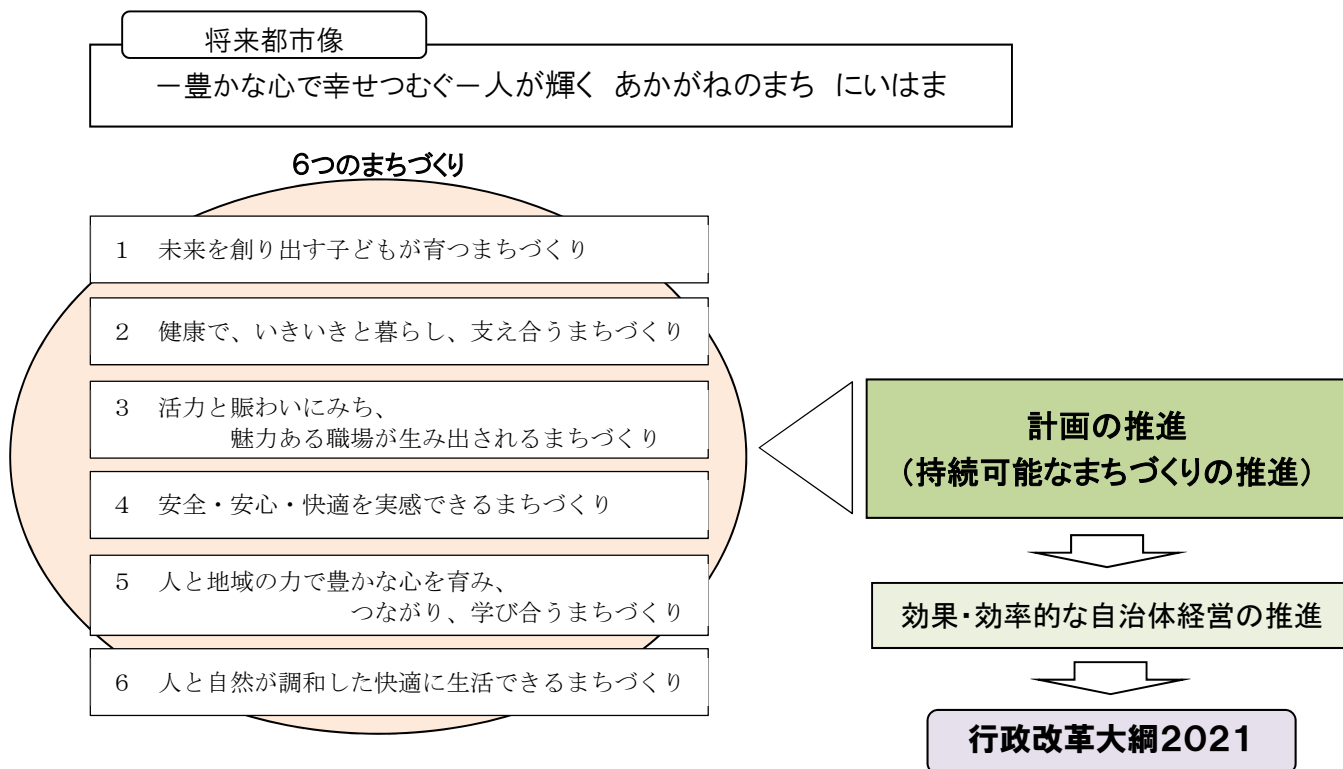 将来都市像
－豊かな心で幸せつむぐ－人が輝く あかがねのまち にいはま
６つのまちづくり
１ 未来を創り出す子どもが育つまちづくり
２ 健康で、いきいきと暮らし、支え合うまちづくり
３ 活力と賑わいにみち、
魅力ある職場が生み出されるまちづくり
４ 安全・安心・快適を実感できるまちづくり
５ 人と地域の力で豊かな心を育み、
つながり、学び合うまちづくり
６ 人と自然が調和した快適に生活できるまちづくり
計画の推進
（持続可能なまちづくりの推進）
効果・効率的な自治体経営の推進
行政改革大綱２０２１